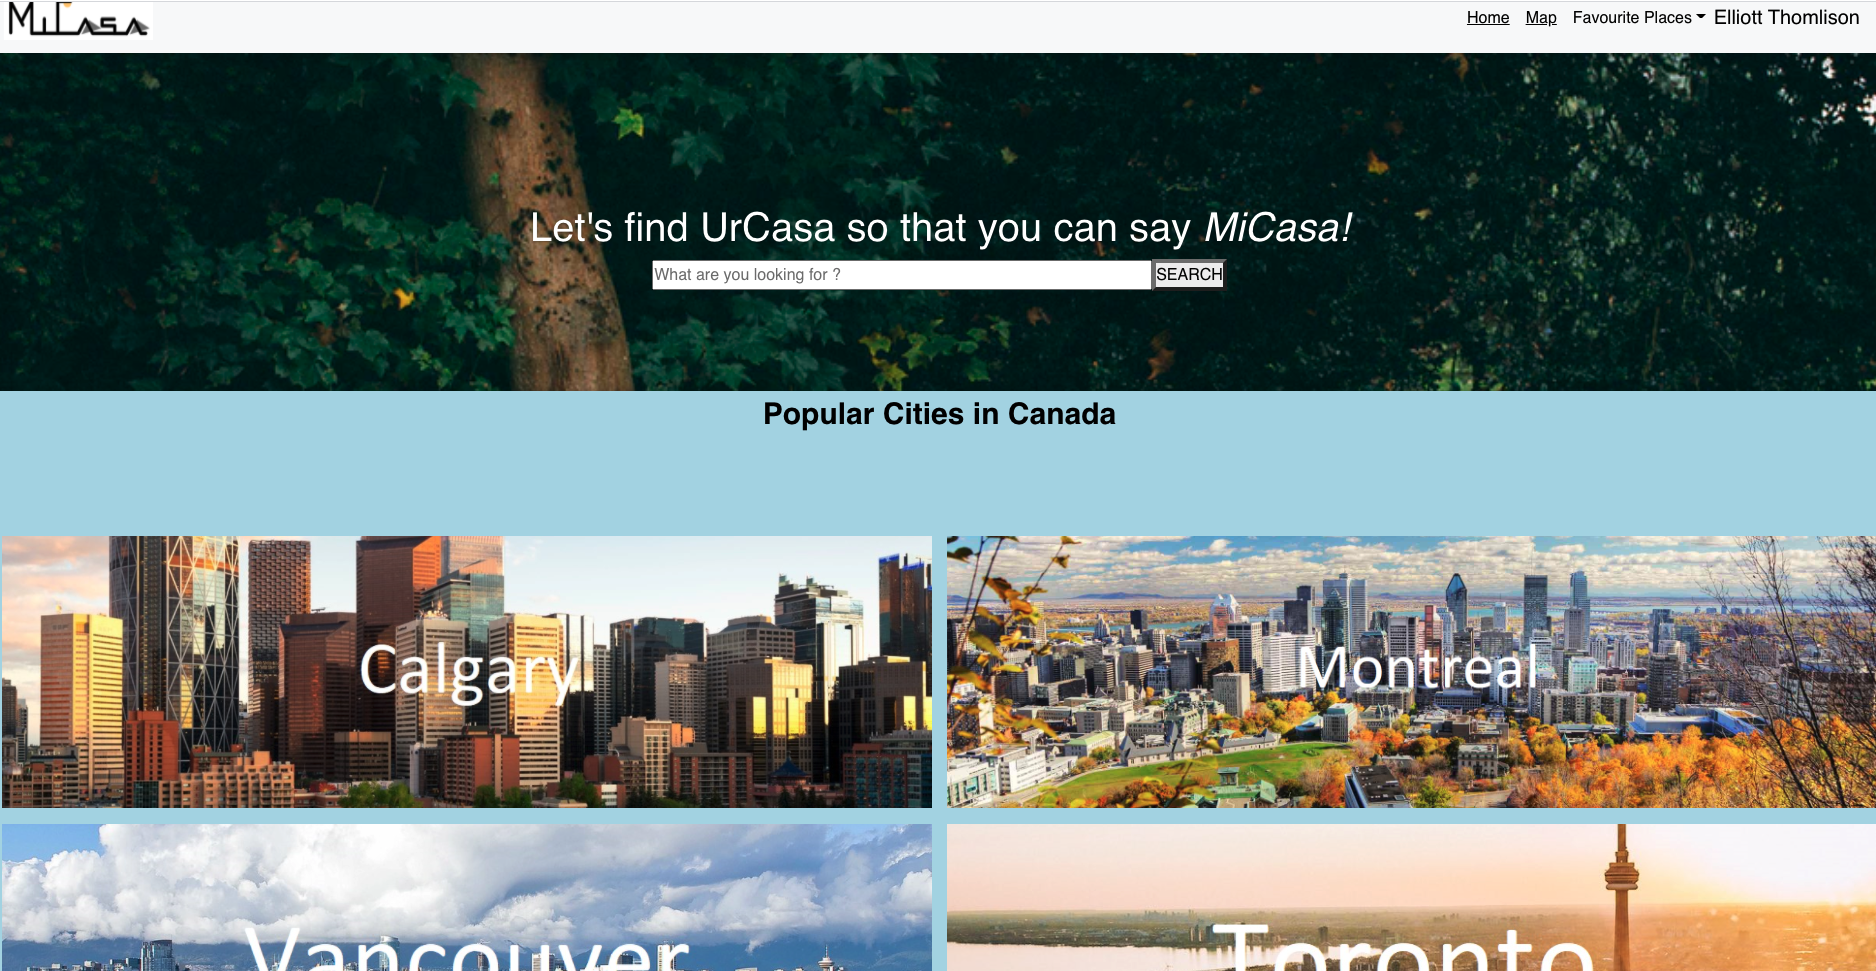 MiCasa
Home Map Favourite Places Elliott Thomlison
Let's find UrCasa so that you can say MiCasa!
What are you looking for ? SEARCH
Popular Cities in Canada
Calgary Montreal
Vancouver Toronto